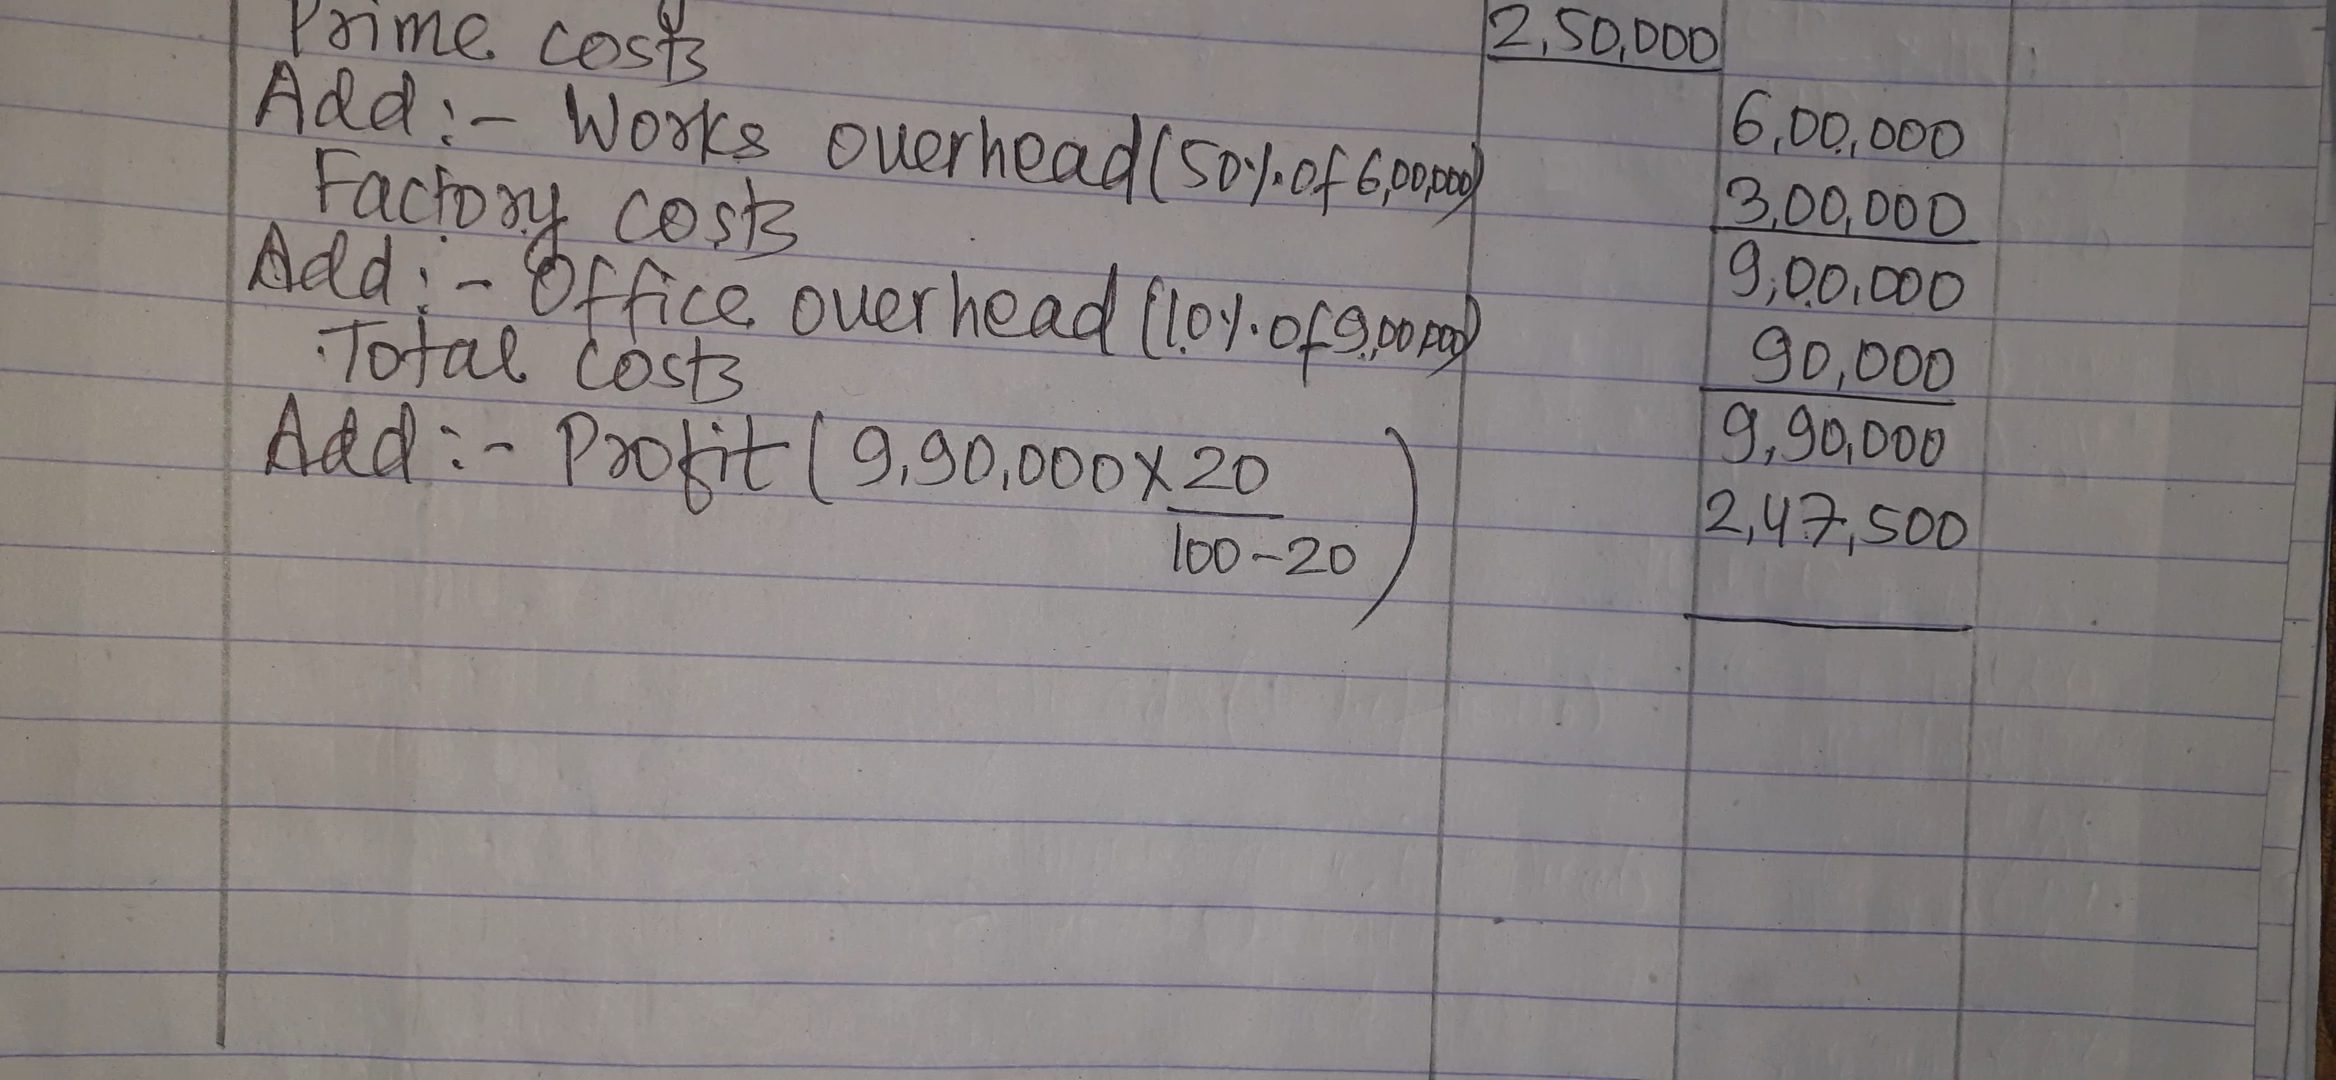 Prime costs 2,50,000
6,00,000
Add:- Works overhead (50% of 6,00,000) 3,00,000
Factory costs 9,00,000
Add:- Office overhead (10% of 9,00,000) 90,000
Total costs 9,90,000
Add:- Profit (9,90,000 x 20 2,47,500
100-20)